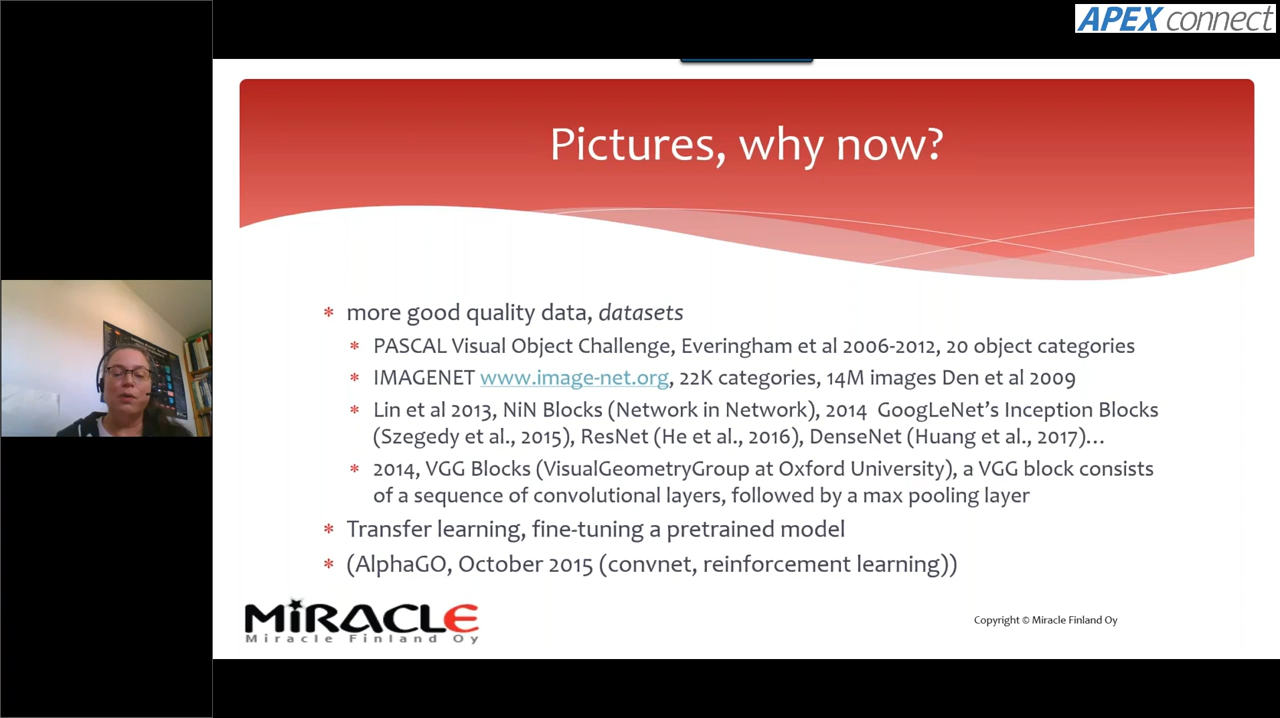 APEX connect
Pictures, why now?
* more good quality data, datasets
* PASCAL Visual Object Challenge, Everingham et al 2006-2012, 20 object categories
* IMAGENET www.image-net.org, 22K categories, 14M images Den et al 2009
* Lin et al 2013, NiN Blocks (Network in Network), 2014 GoogLeNet's Inception Blocks
(Szegedy et al., 2015), ResNet (He et al., 2016), DenseNet (Huang et al., 2017)...
* 2014, VGG Blocks (VisualGeometryGroup at Oxford University), a VGG block consists
of a sequence of convolutional layers, followed by a max pooling layer
* Transfer learning, fine-tuning a pretrained model
* (AlphaGO, October 2015 (convnet, reinforcement learning))
MiRACLE
Miracle Finland Oy
Copyright © Miracle Finland Oy